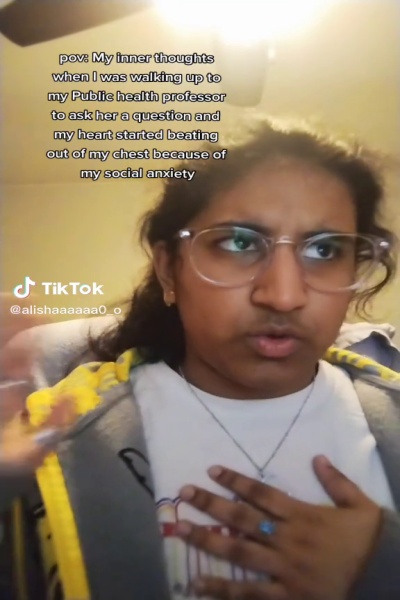 pov: My inner thoughts
when I was walking up to
my Public health professor
to ask her a question and
my heart started beating
out of my chest because of
my social anxiety
TikTok
@alishaaaaaa0_o